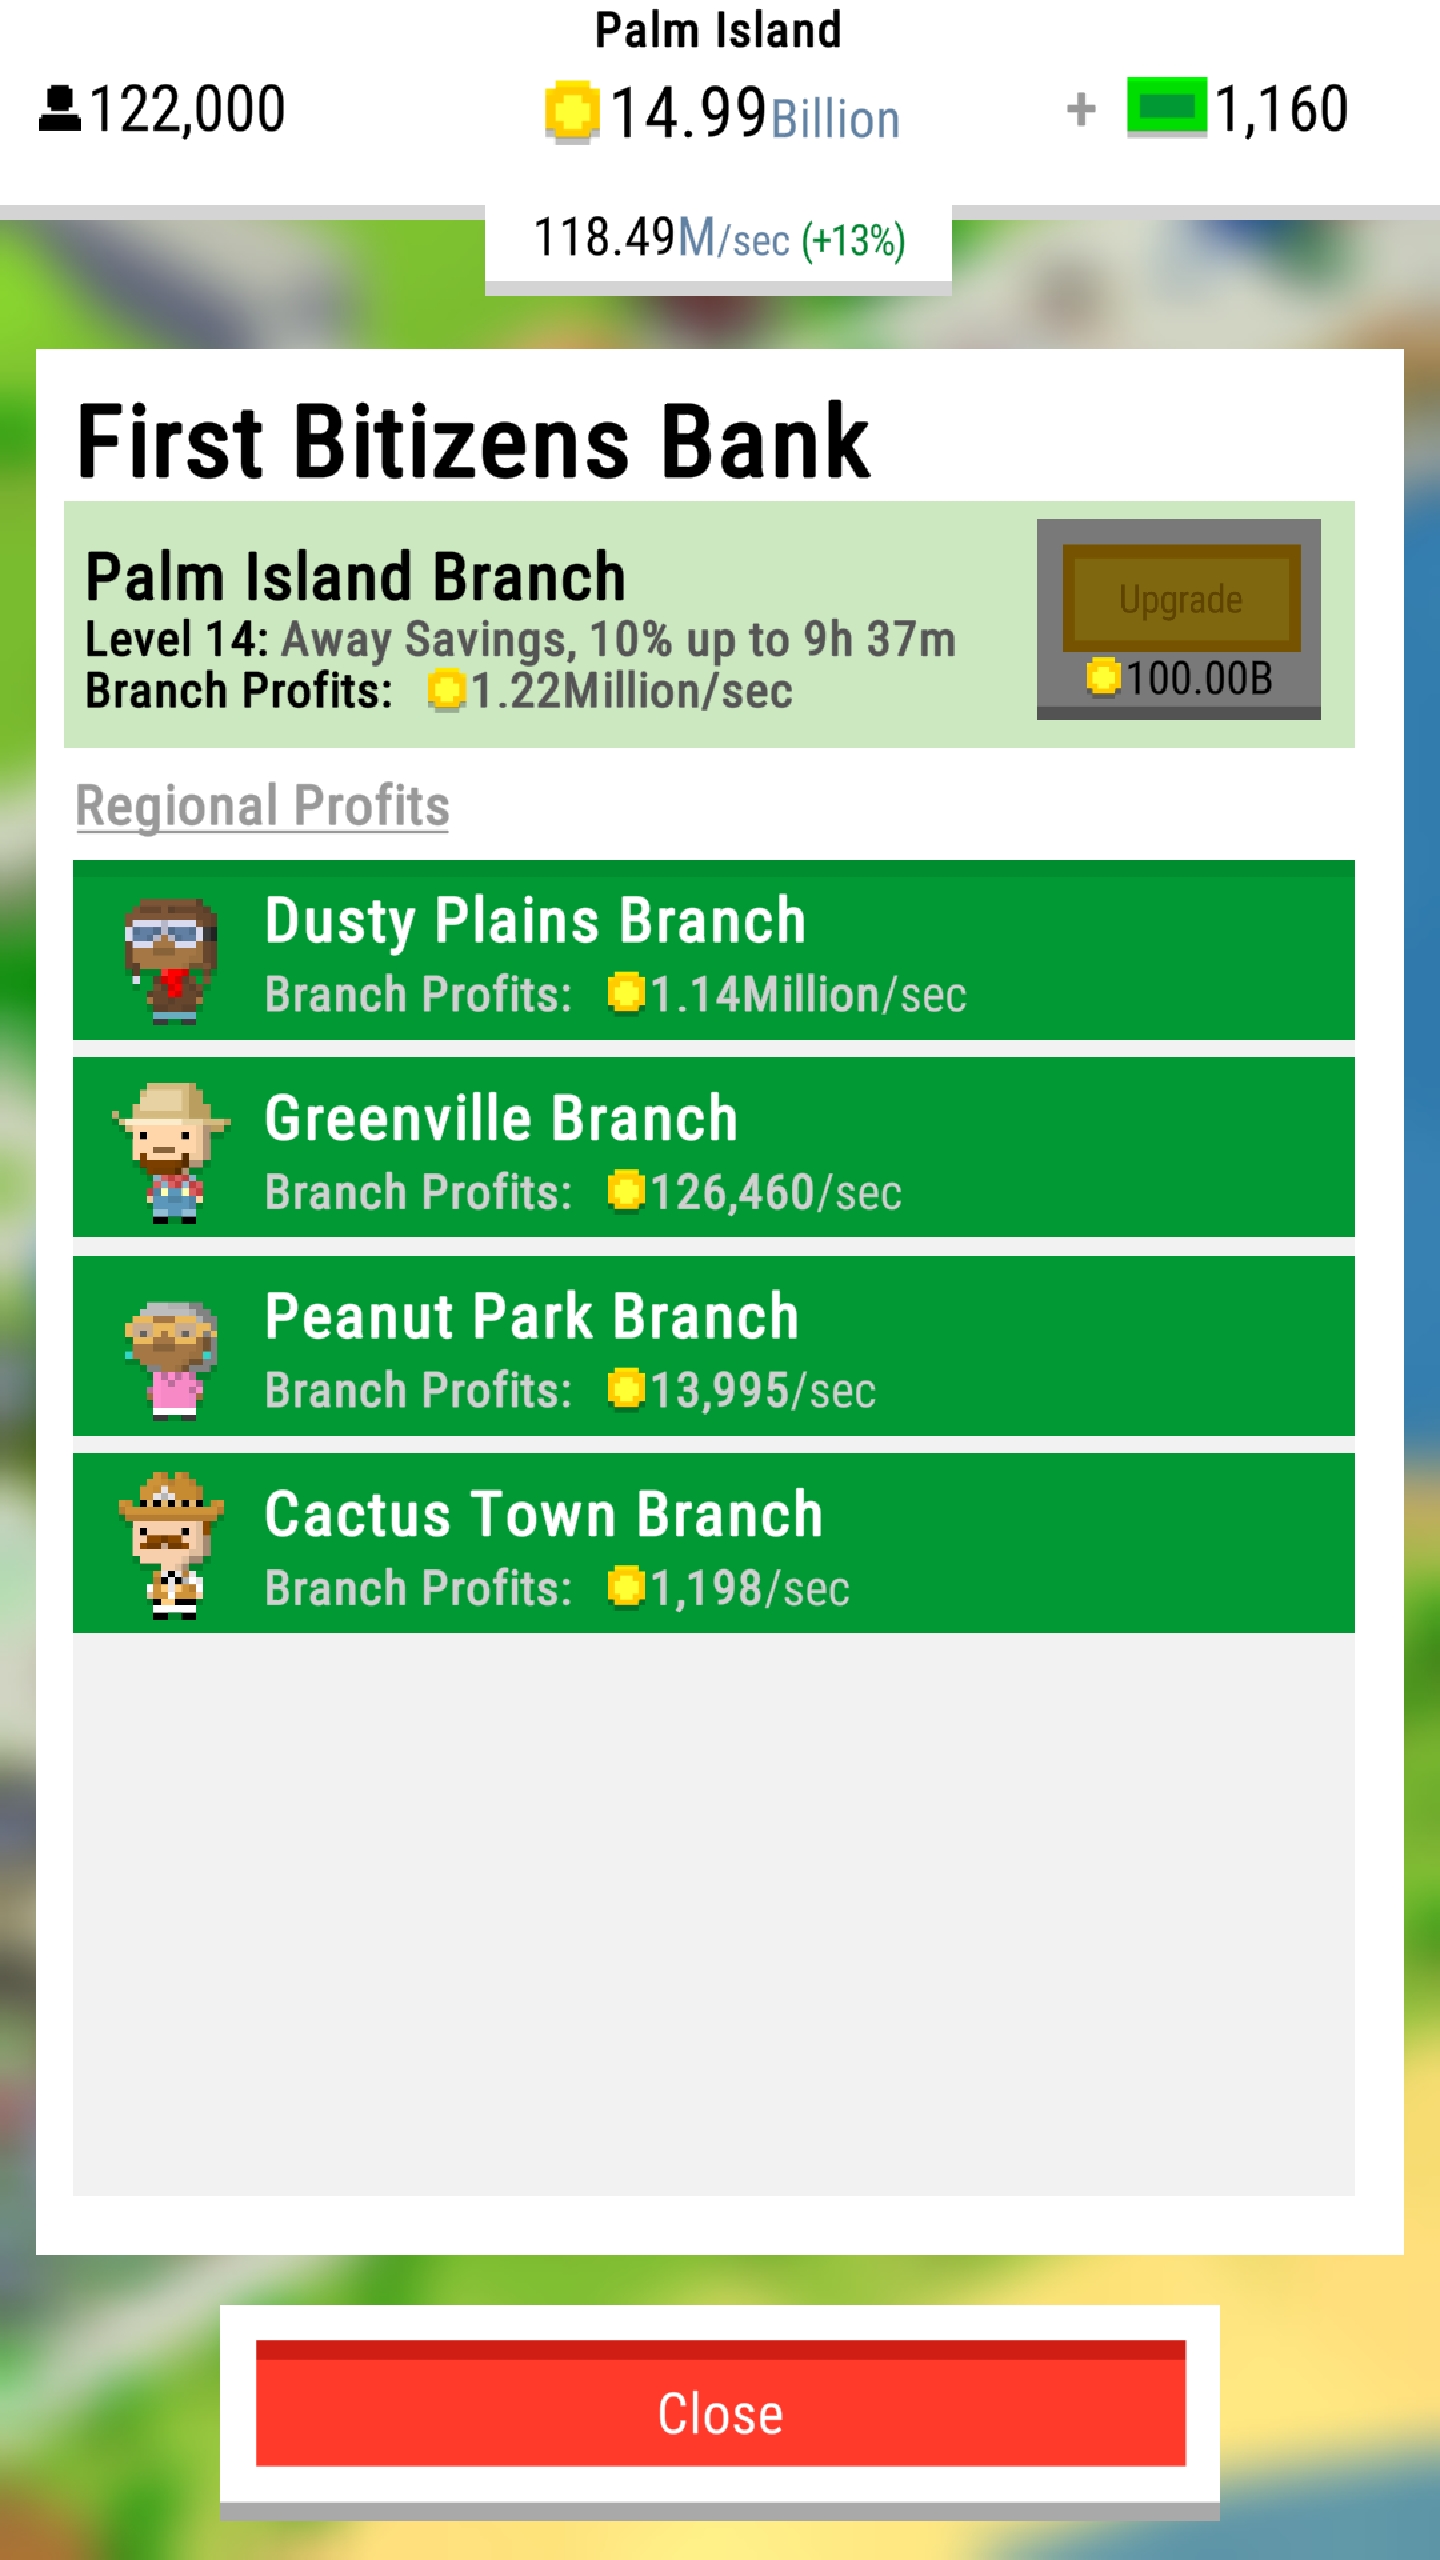 Palm Island
122,000 14.99Billion + 1,160
118.49M/sec (+13%)
First Bitizens Bank
Palm Island Branch
Level 14: Away Savings, 10% up to 9h 37m
Branch Profits: 1.22Million/sec
Upgrade
100.00B
Regional Profits
Dusty Plains Branch
Branch Profits: 1.14Million/sec
Greenville Branch
Branch Profits: 126,460/sec
Peanut Park Branch
Branch Profits: 13,995/sec
Cactus Town Branch
Branch Profits: 1,198/sec
Close